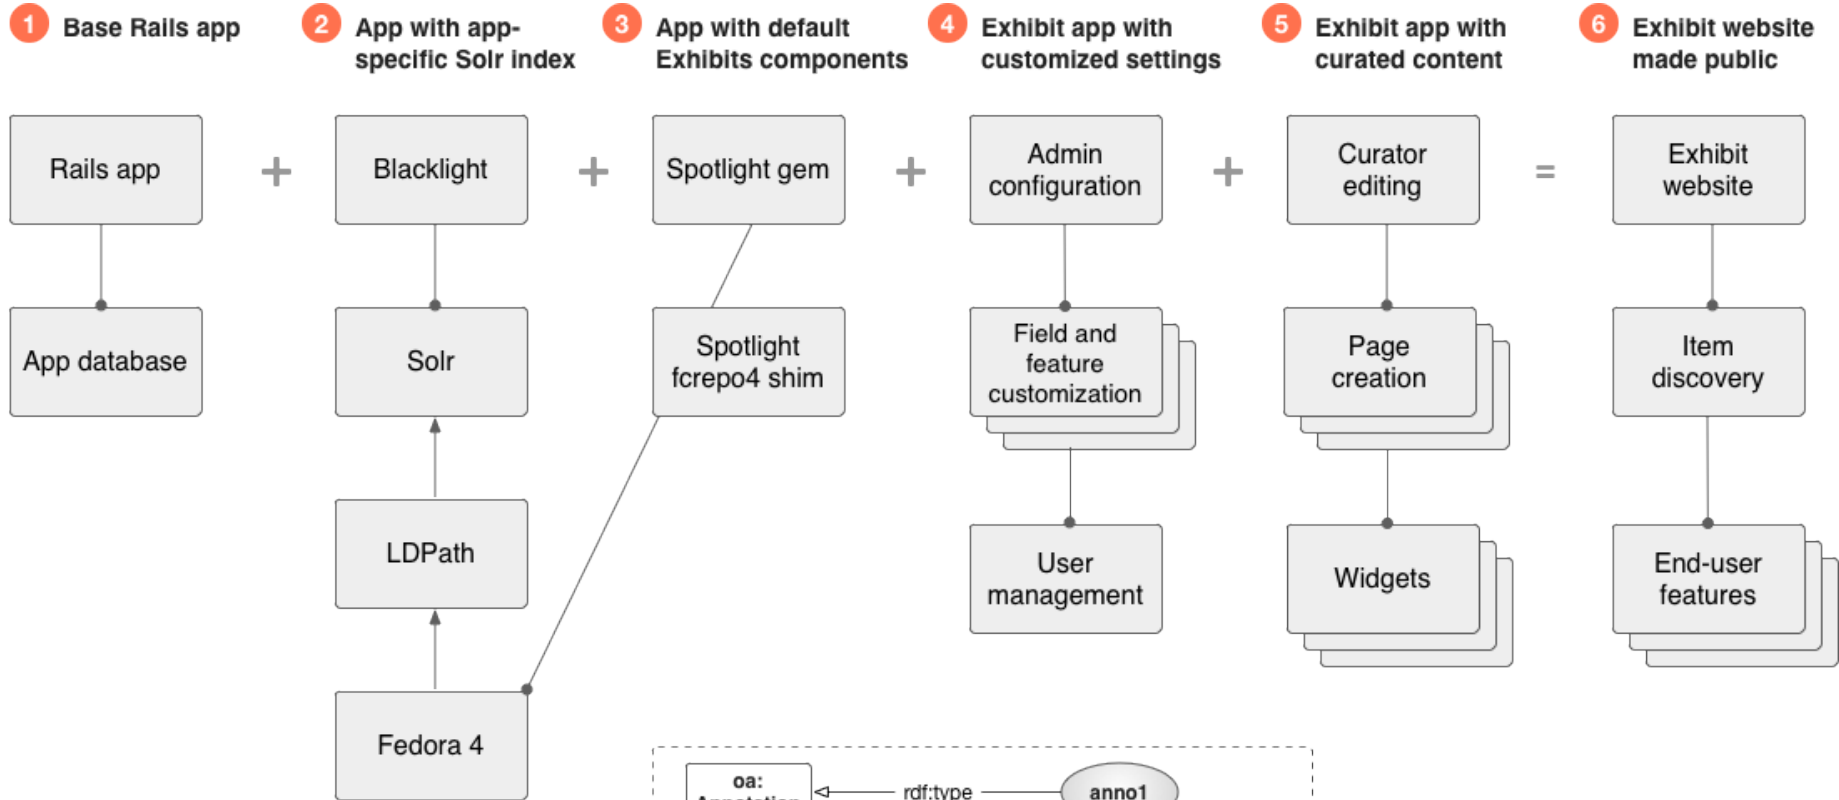 1 Base Rails app
2 App with app-
specific Solr index
3 App with default
Exhibits components
4 Exhibit app with
customized settings
5 Exhibit app with
curated content
6 Exhibit website
made public
Rails app
+
Blacklight
+
Spotlight gem
+
Admin
configuration
+
Curator
editing
=
Exhibit
website
App database
Solr
Spotlight
fcrepo4 shim
Field and
feature
customization
Page
creation
Item
discovery
LDPath
User
management
Widgets
End-user
features
Fedora 4
oa:
Annotation
rdf:type
anno1